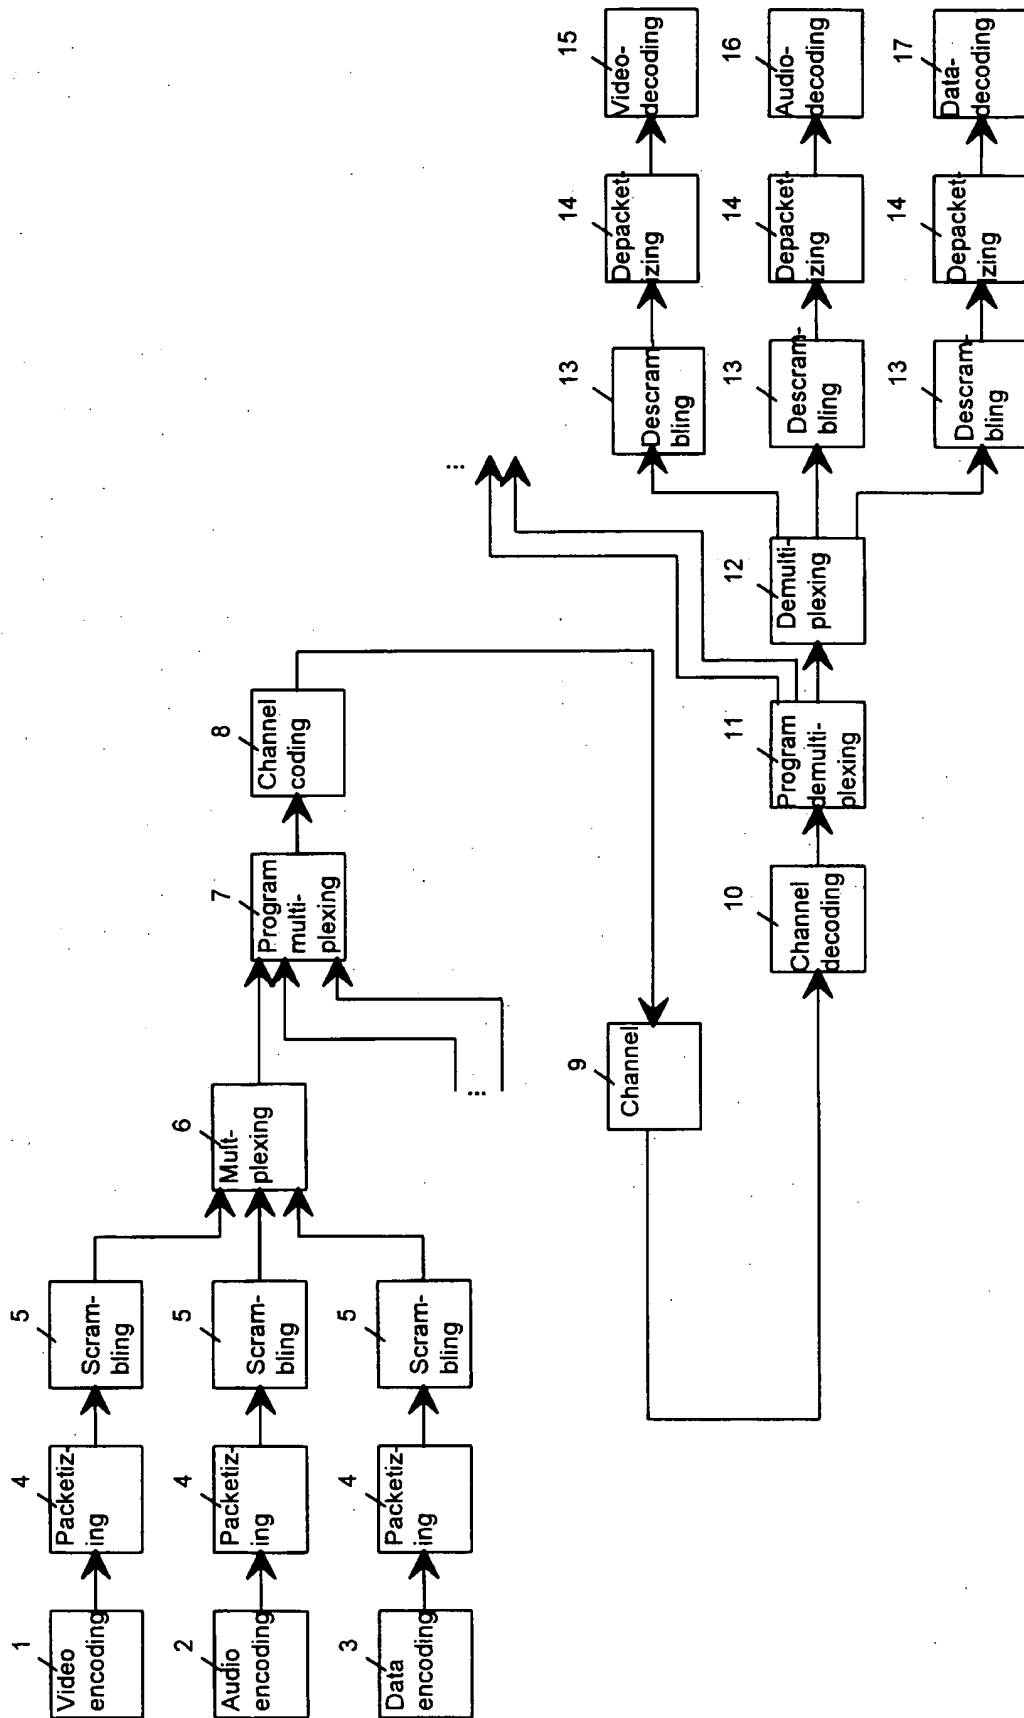 1
Video
encoding
4
Packetiz-
ing
5
Scram-
bling
2
Audio
encoding
4
Packetiz-
ing
5
Scram-
bling
3
Data
encoding
4
Packetiz-
ing
5
Scram-
bling
6
Mult-
plexing
⋮
7
Program
multi-
plexing
8
Channel
coding
9
Channel
10
Channel
decoding
11
Program
demulti-
plexing
⋮
12
Demulti-
plexing
13
Descram-
bling
14
Depacket-
izing
15
Video-
decoding
13
Descram-
bling
14
Depacket-
izing
16
Audio-
decoding
13
Descram-
bling
14
Depacket-
izing
17
Data-
decoding